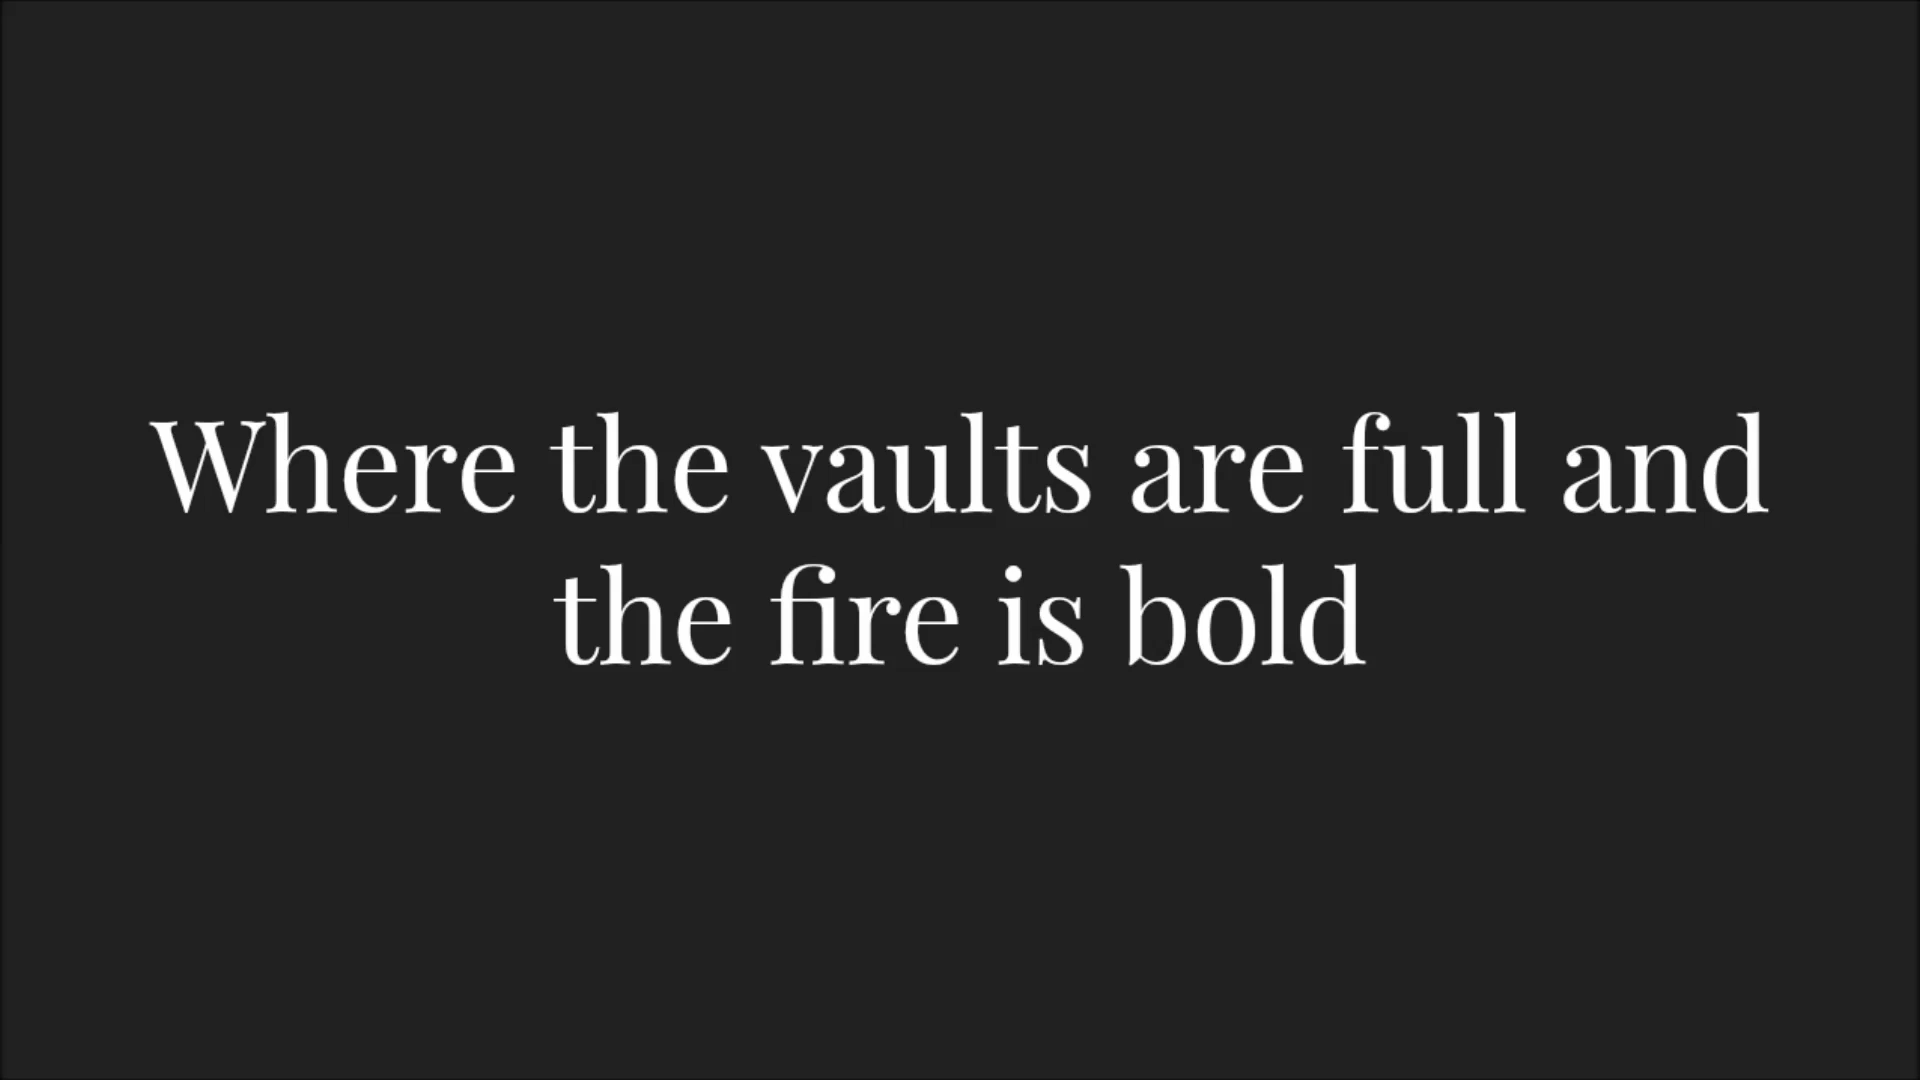 Where the vaults are full and
the fire is bold